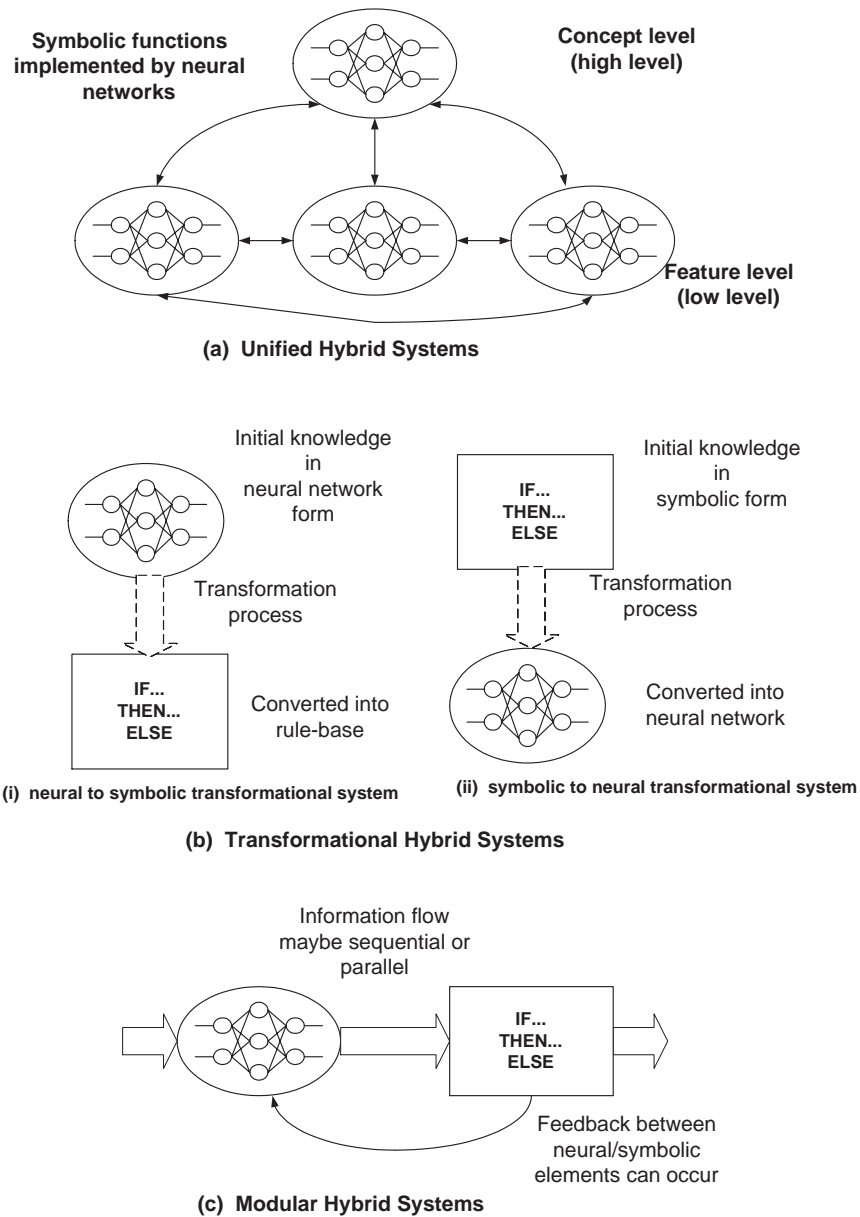 Symbolic functions
implemented by neural
networks
Concept level
(high level)
Feature level
(low level)
(a) Unified Hybrid Systems
Initial knowledge
in
neural network
form
Transformation
process
IF...
THEN...
ELSE
Converted into
rule-base
(i) neural to symbolic transformational system
IF...
THEN...
ELSE
Initial knowledge
in
symbolic form
Transformation
process
Converted into
neural network
(ii) symbolic to neural transformational system
(b) Transformational Hybrid Systems
Information flow
maybe sequential or
parallel
IF...
THEN...
ELSE
Feedback between
neural/symbolic
elements can occur
(c) Modular Hybrid Systems